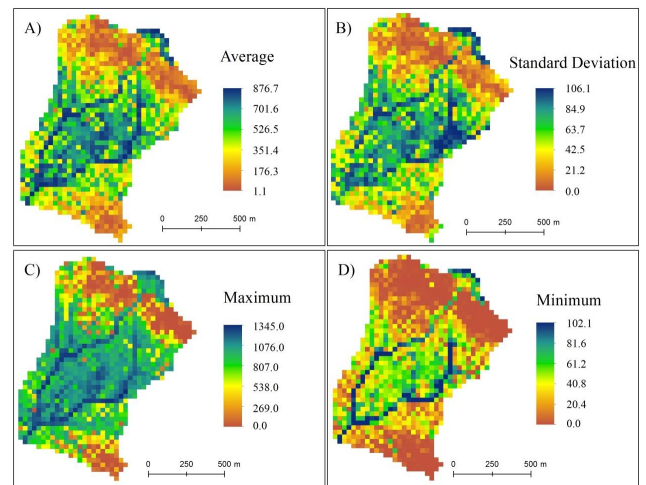 A)
Average
876.7
701.6
526.5
351.4
176.3
1.1
0 250 500 m
B)
Standard Deviation
106.1
84.9
63.7
42.5
21.2
0.0
0 250 500 m
C)
Maximum
1345.0
1076.0
807.0
538.0
269.0
0.0
0 250 500 m
D)
Minimum
102.1
81.6
61.2
40.8
20.4
0.0
0 250 500 m